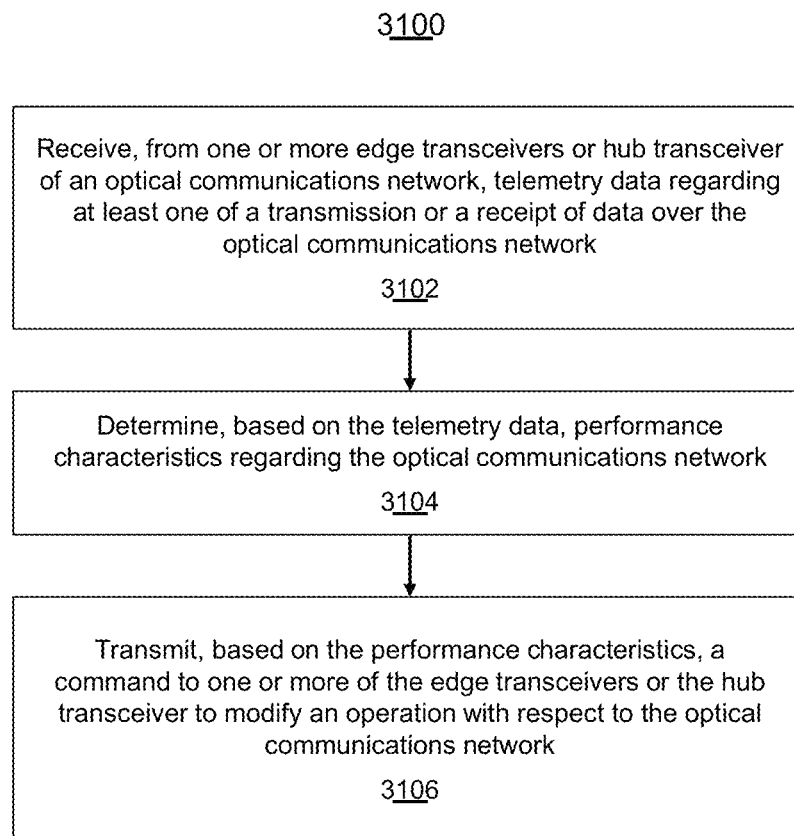 3100
Receive, from one or more edge transceivers or hub transceiver
of an optical communications network, telemetry data regarding
at least one of a transmission or a receipt of data over the
optical communications network
3102
Determine, based on the telemetry data, performance
characteristics regarding the optical communications network
3104
Transmit, based on the performance characteristics, a
command to one or more of the edge transceivers or the hub
transceiver to modify an operation with respect to the optical
communications network
3106